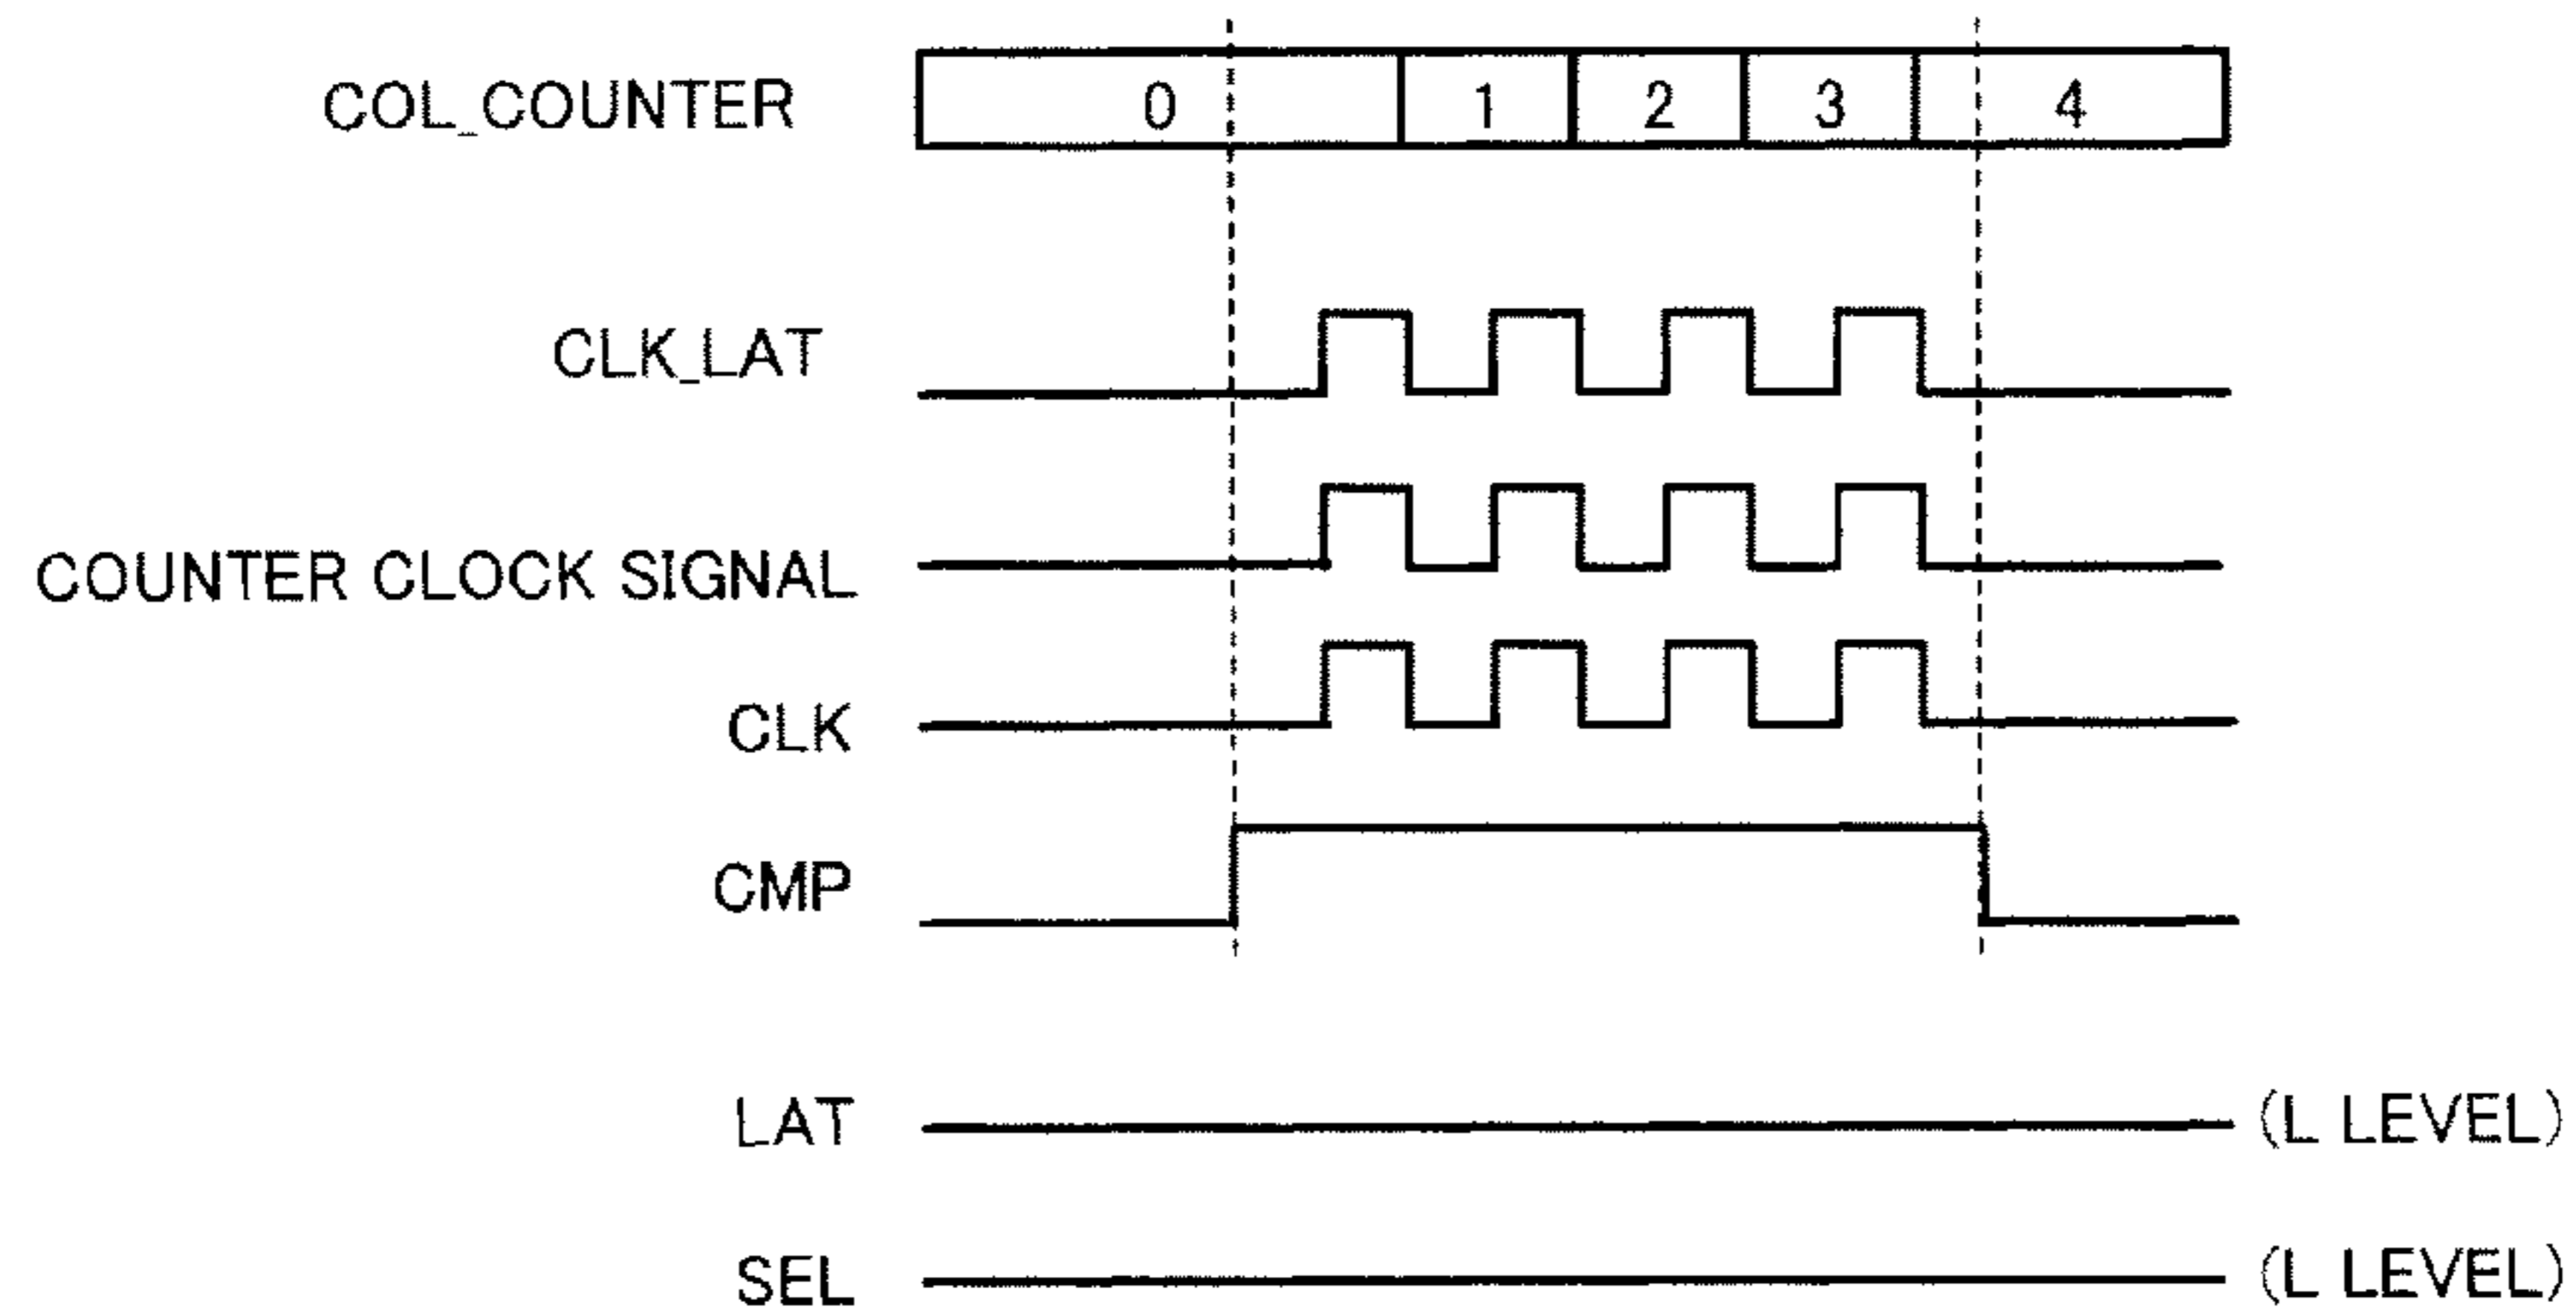 COL_COUNTER 0 1 2 3 4
CLK_LAT
COUNTER CLOCK SIGNAL
CLK
CMP
LAT (L LEVEL)
SEL (L LEVEL)